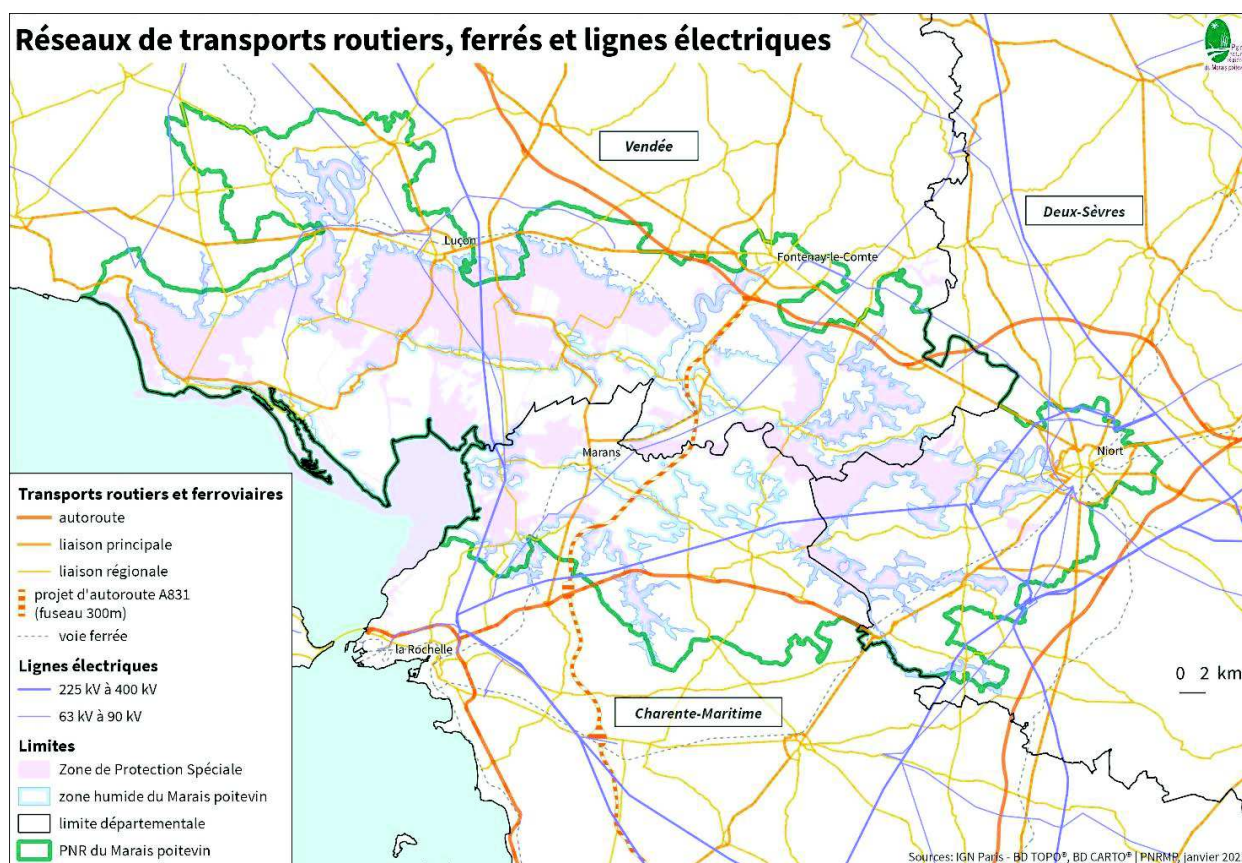 Réseaux de transports routiers, ferrés et lignes électriques
Vendée
Deux-Sèvres
Luçon
Fontenay-le-Comte
Marans
Niort
la Rochelle
Charente-Maritime
0 2 km
Transports routiers et ferroviaires
autoroute
liaison principale
liaison régionale
projet d'autoroute A831
(fuseau 300m)
voie ferrée
Lignes électriques
225 kV à 400 kV
63 kV à 90 kV
Limites
Zone de Protection Spéciale
zone humide du Marais poitevin
limite départementale
PNR du Marais poitevin
Sources: IGN Paris - BD TOPO®, BD CARTO® | PNRMP, janvier 202